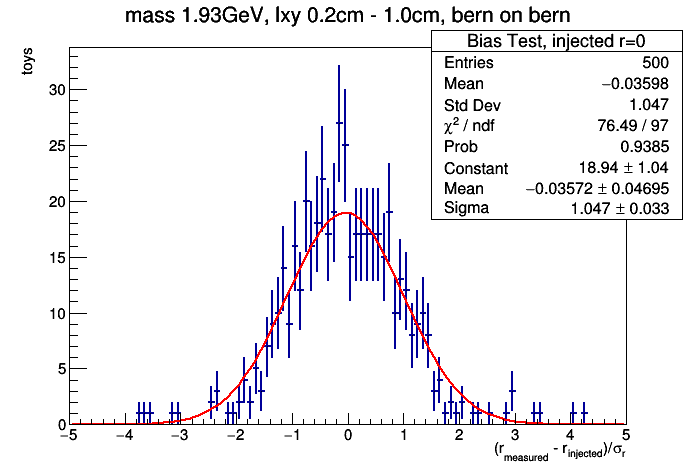 mass 1.93GeV, lxy 0.2cm - 1.0cm, bern on bern
Bias Test, injected r=0
Entries 500
Mean −0.03598
Std Dev 1.047
χ² / ndf 76.49 / 97
Prob 0.9385
Constant 18.94 ± 1.04
Mean −0.03572 ± 0.04695
Sigma 1.047 ± 0.033
toys
30
25
20
15
10
5
0
−5 −4 −3 −2 −1 0 1 2 3 4 5
(r_measured - r_injected)/σ_r